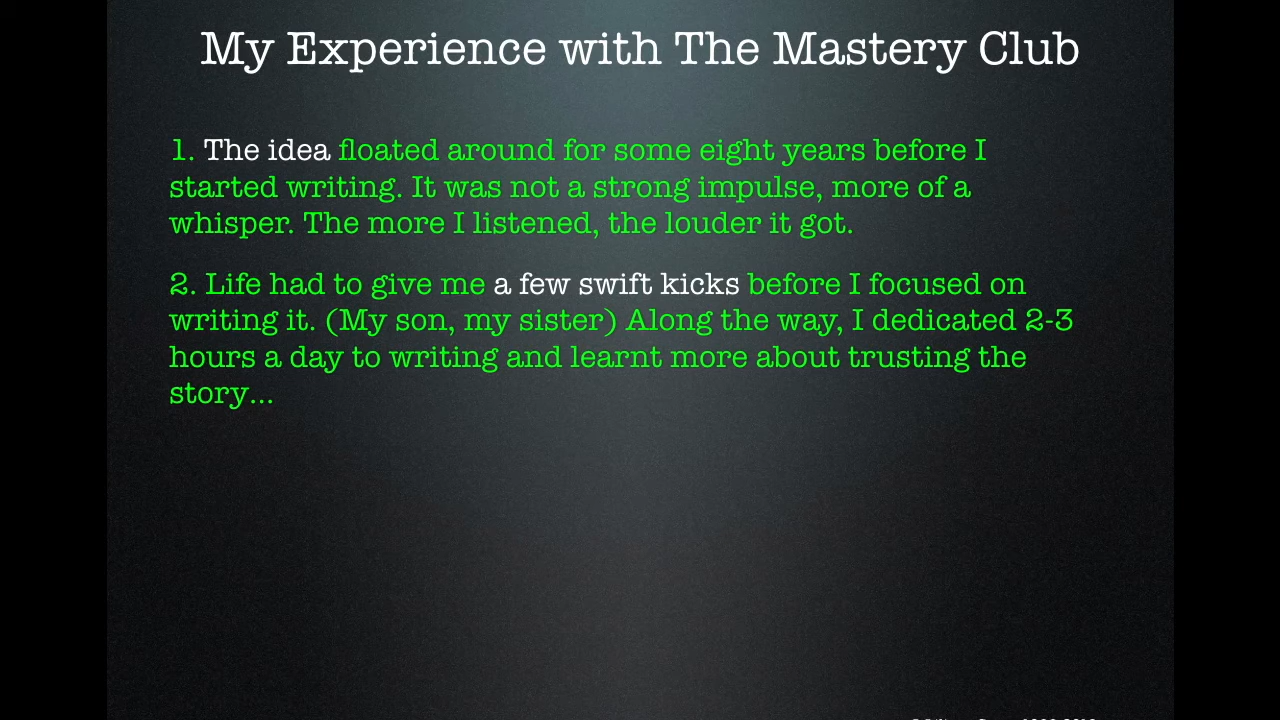 My Experience with The Mastery Club
1. The idea floated around for some eight years before I
started writing. It was not a strong impulse, more of a
whisper. The more I listened, the louder it got.
2. Life had to give me a few swift kicks before I focused on
writing it. (My son, my sister) Along the way, I dedicated 2-3
hours a day to writing and learnt more about trusting the
story...